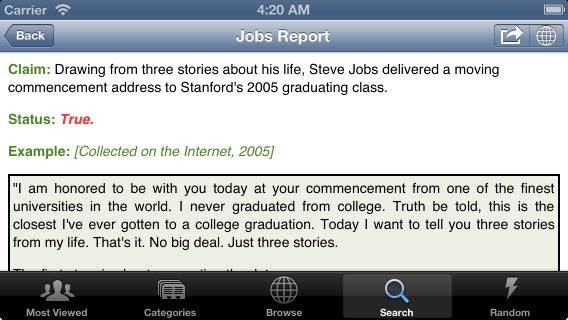 Carrier 4:20 AM
Back Jobs Report
Claim: Drawing from three stories about his life, Steve Jobs delivered a moving
commencement address to Stanford's 2005 graduating class.
Status: True.
Example: [Collected on the Internet, 2005]
"I am honored to be with you today at your commencement from one of the finest
universities in the world. I never graduated from college. Truth be told, this is the
closest I've ever gotten to a college graduation. Today I want to tell you three stories
from my life. That's it. No big deal. Just three stories.
Most Viewed Categories Browse Search Random